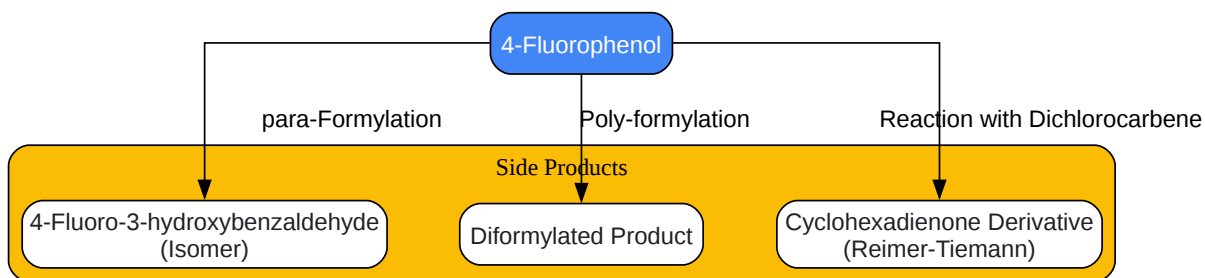 4-Fluorophenol
para-Formylation
Poly-formylation
Reaction with Dichlorocarbene
Side Products
4-Fluoro-3-hydroxybenzaldehyde
(Isomer)
Diformylated Product
Cyclohexadienone Derivative
(Reimer-Tiemann)